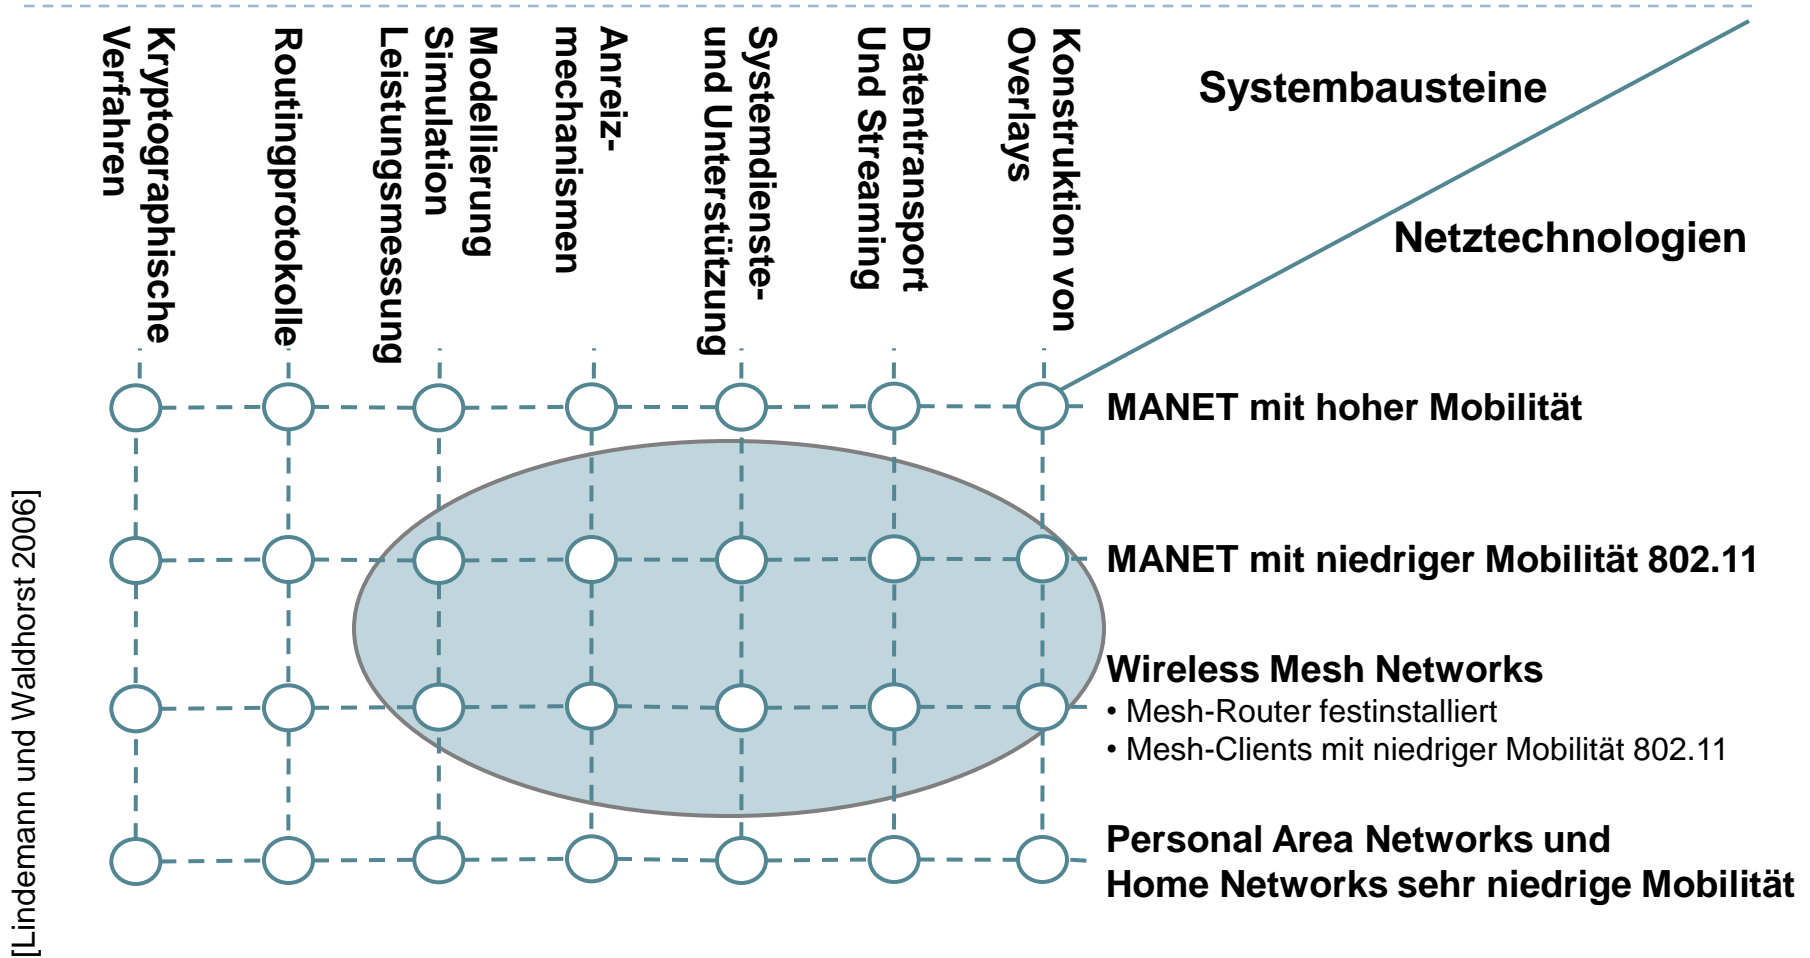 Kryptographische
Verfahren
Routingprotokolle
Modellierung
Simulation
Leistungsmessung
Anreiz-
mechanismen
Systemdienste-
und Unterstützung
Datentransport
Und Streaming
Konstruktion von
Overlays
Systembausteine
Netztechnologien
MANET mit hoher Mobilität
MANET mit niedriger Mobilität 802.11
Wireless Mesh Networks
• Mesh-Router festinstalliert
• Mesh-Clients mit niedriger Mobilität 802.11
Personal Area Networks und
Home Networks sehr niedrige Mobilität
[Lindemann und Waldhorst 2006]